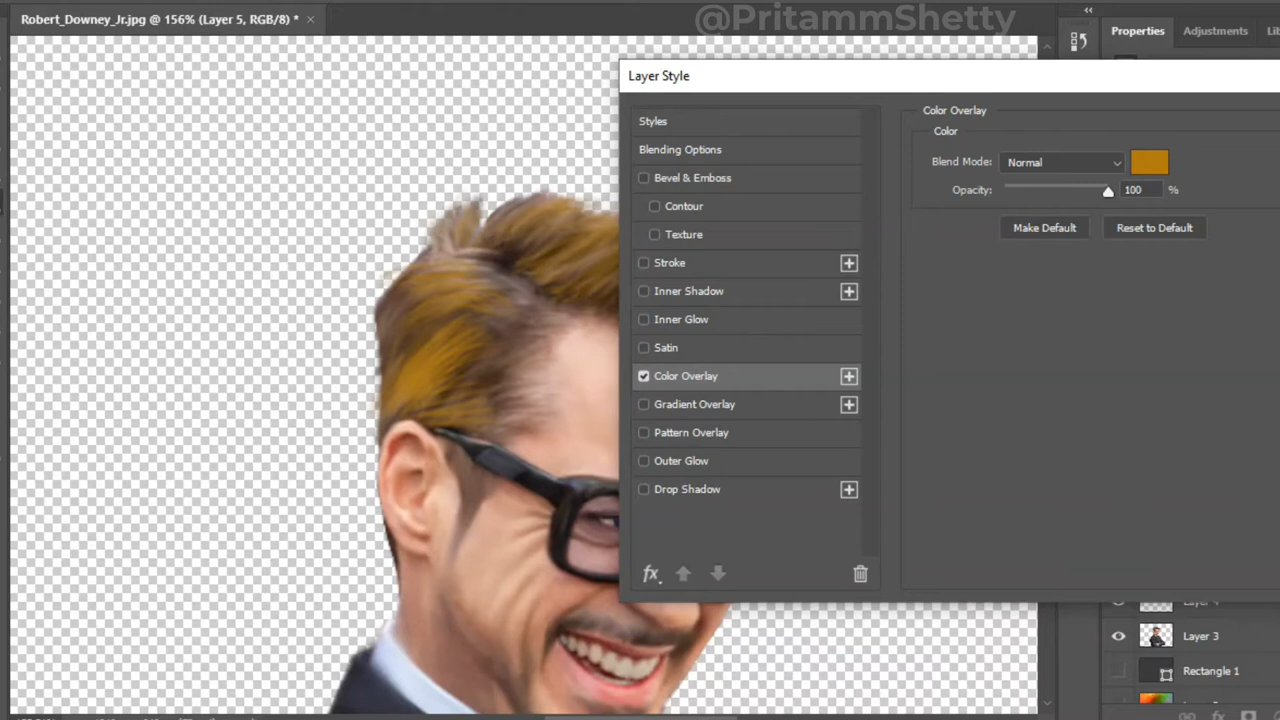 @PritammShetty
Robert_Downey_Jr.jpg @ 156% (Layer 5, RGB/8) *
Properties
Adjustments
Layer Style
Styles
Blending Options
Bevel & Emboss
Contour
Texture
Stroke
Inner Shadow
Inner Glow
Satin
Color Overlay
Gradient Overlay
Pattern Overlay
Outer Glow
Drop Shadow
fx
Color Overlay
Color
Blend Mode: Normal
Opacity: 100 %
Make Default Reset to Default
Layer 3
Rectangle 1